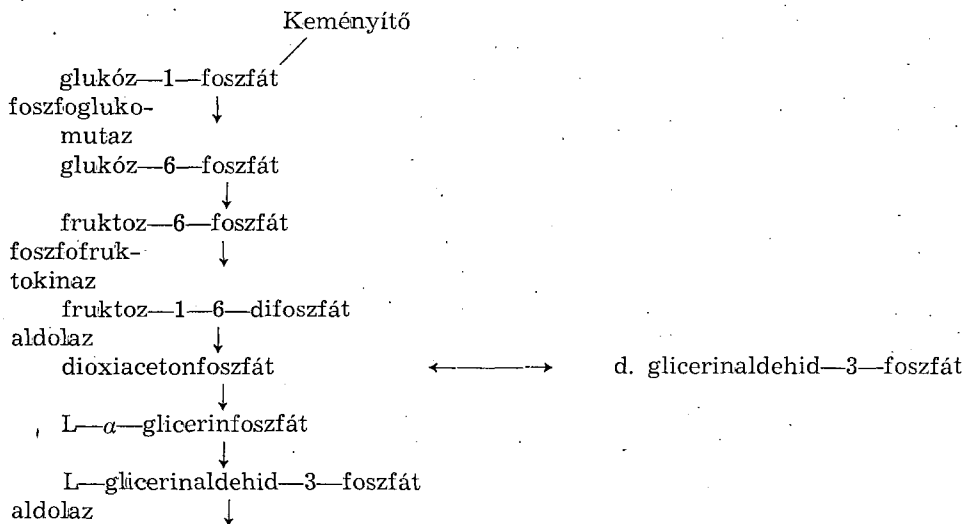 Keményítő
glukóz—1—foszfát
foszfogluko-
mutaz
glukóz—6—foszfát
fruktoz—6—foszfát
foszfofruk-
tokinaz
fruktoz—1—6—difoszfát
aldolaz
dioxiacetonfoszfát d. glicerinaldehid—3—foszfát
L—α—glicerinfoszfát
L—glicerinaldehid—3—foszfát
aldolaz